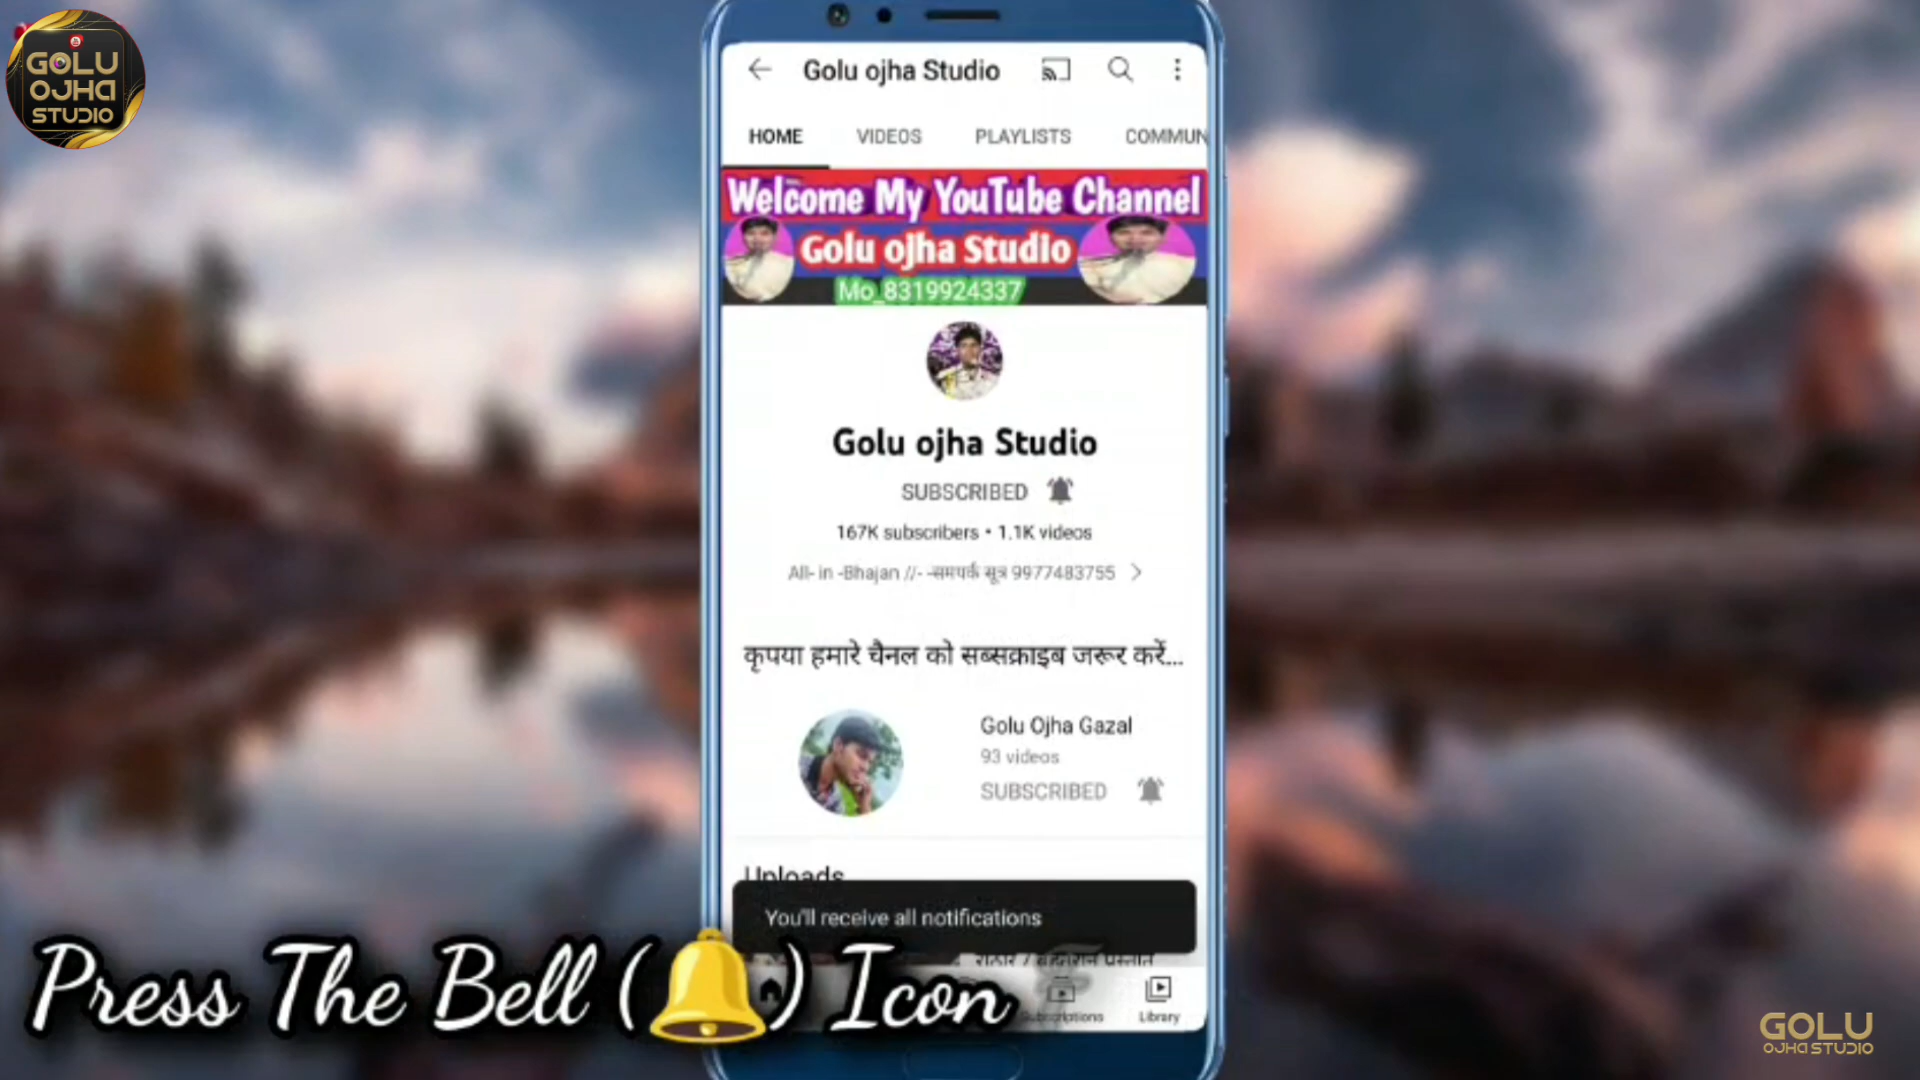 GOLU
OJHA
STUDIO
Golu ojha Studio
HOME VIDEOS PLAYLISTS COMMUN
Welcome My YouTube Channel
Golu ojha Studio
Mo_8319924337
Golu ojha Studio
SUBSCRIBED
167K subscribers • 1.1K videos
All- in -Bhajan //- -समपर्क सूत्र 9977483755
कृपया हमारे चैनल को सब्सक्राइब जरूर करें...
Golu Ojha Gazal
93 videos
SUBSCRIBED
Uploads
You'll receive all notifications
Press The Bell (🔔) Icon
Library
GOLU
OJHA STUDIO